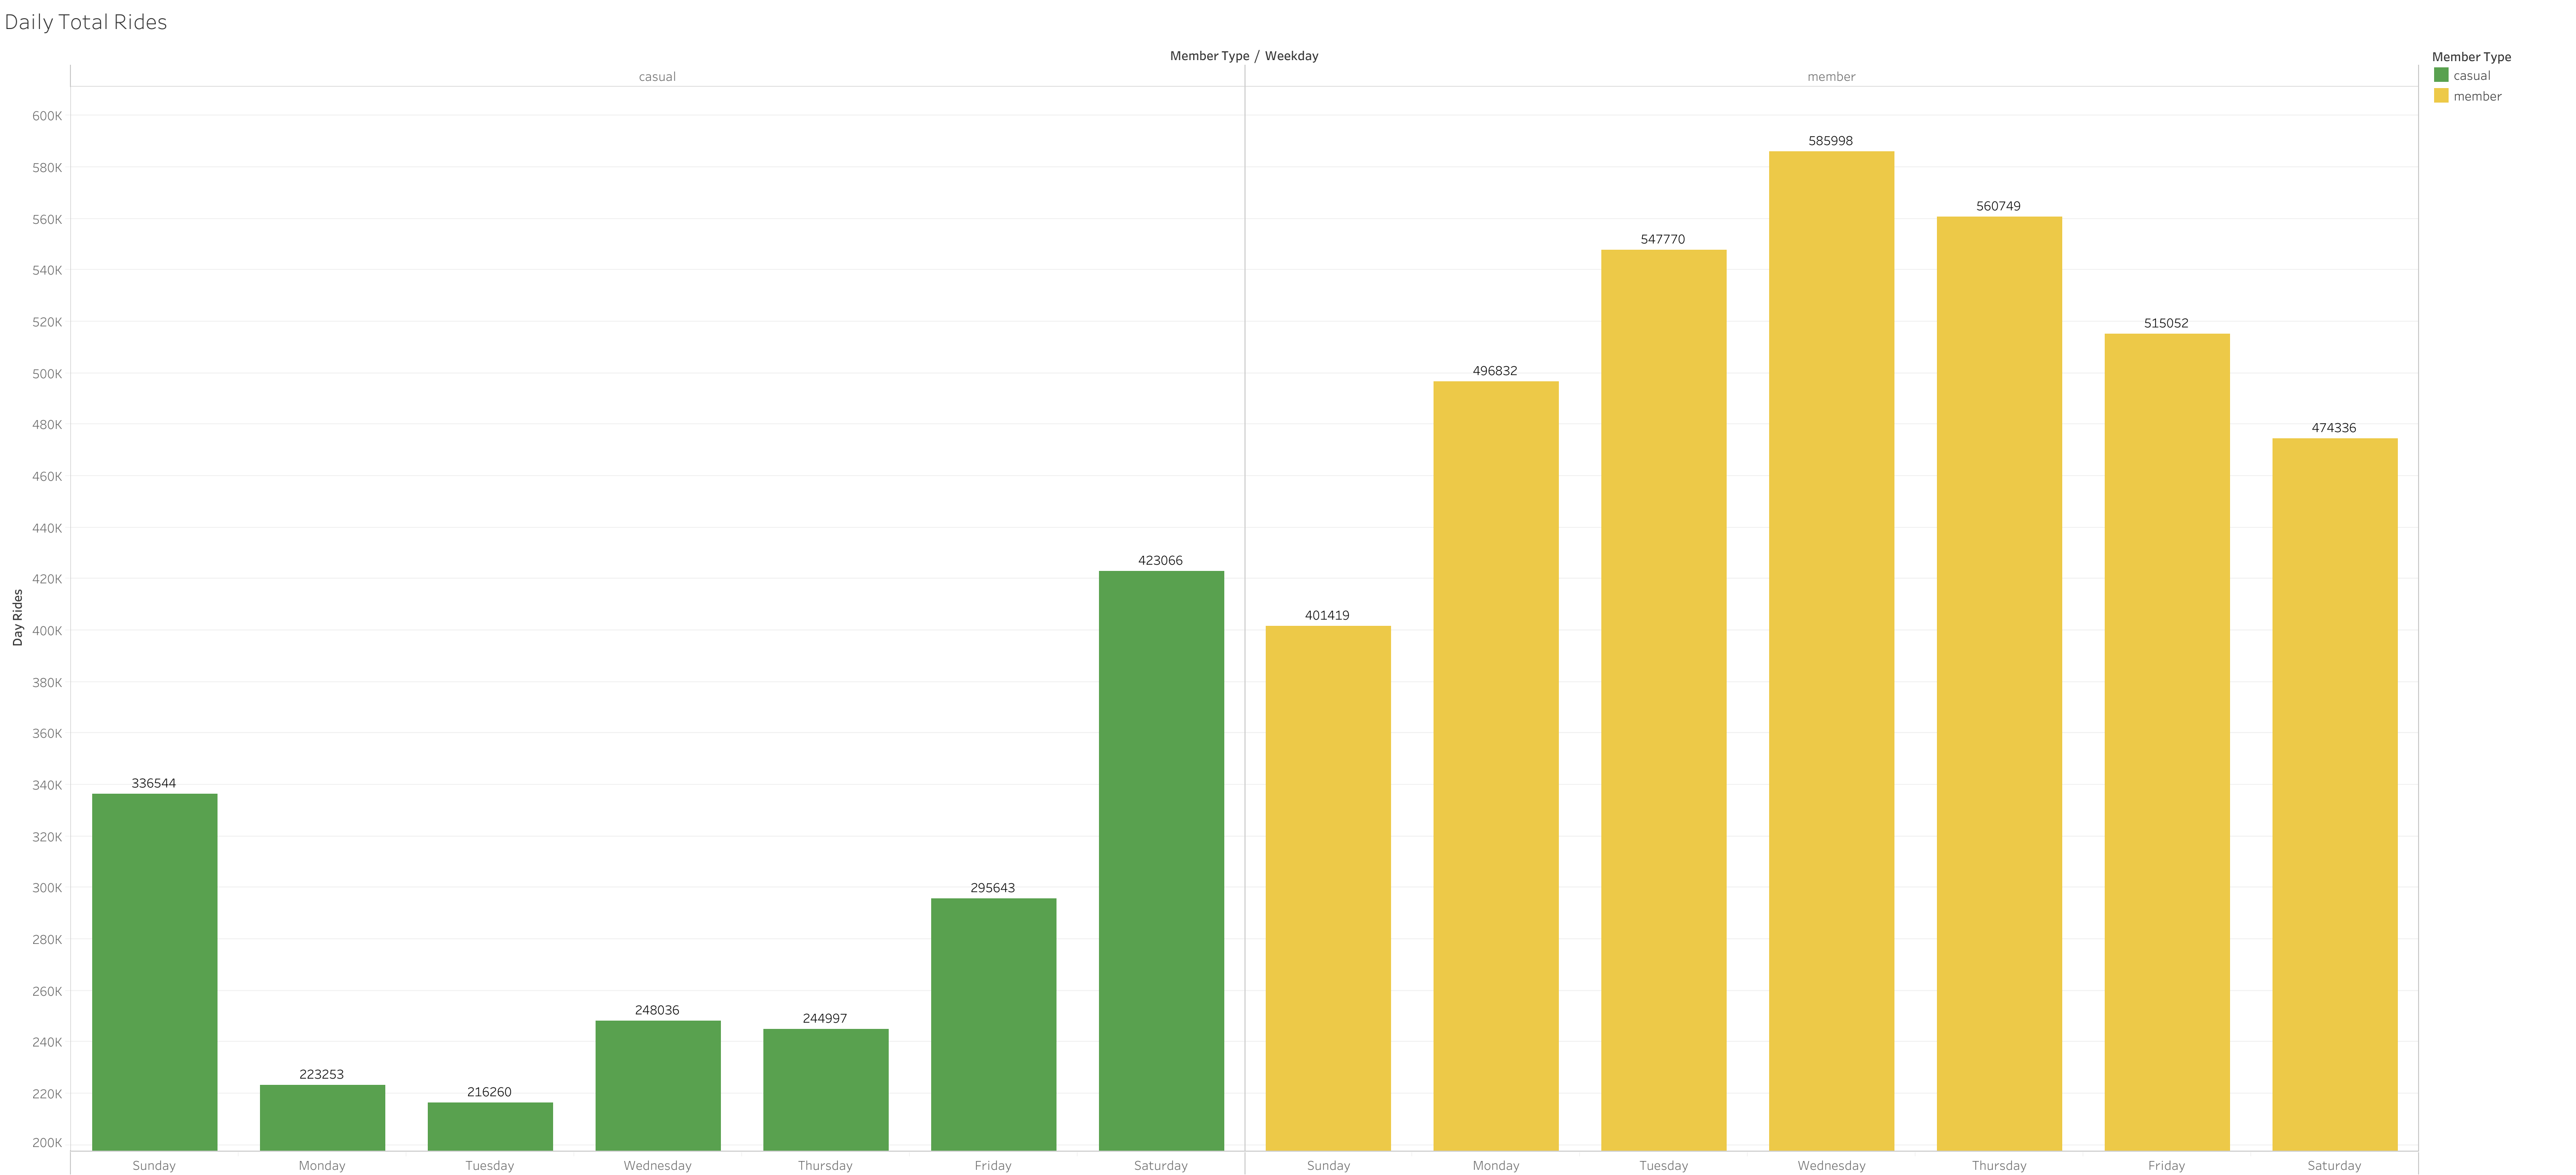 Daily Total Rides
Member Type / Weekday
casual
member
Member Type
casual
member
600K
580K
560K
540K
520K
500K
480K
460K
440K
420K
400K
380K
360K
340K
320K
300K
280K
260K
240K
220K
200K
Day Rides
336544
223253
216260
248036
244997
295643
423066
401419
496832
547770
585998
560749
515052
474336
Sunday
Monday
Tuesday
Wednesday
Thursday
Friday
Saturday
Sunday
Monday
Tuesday
Wednesday
Thursday
Friday
Saturday